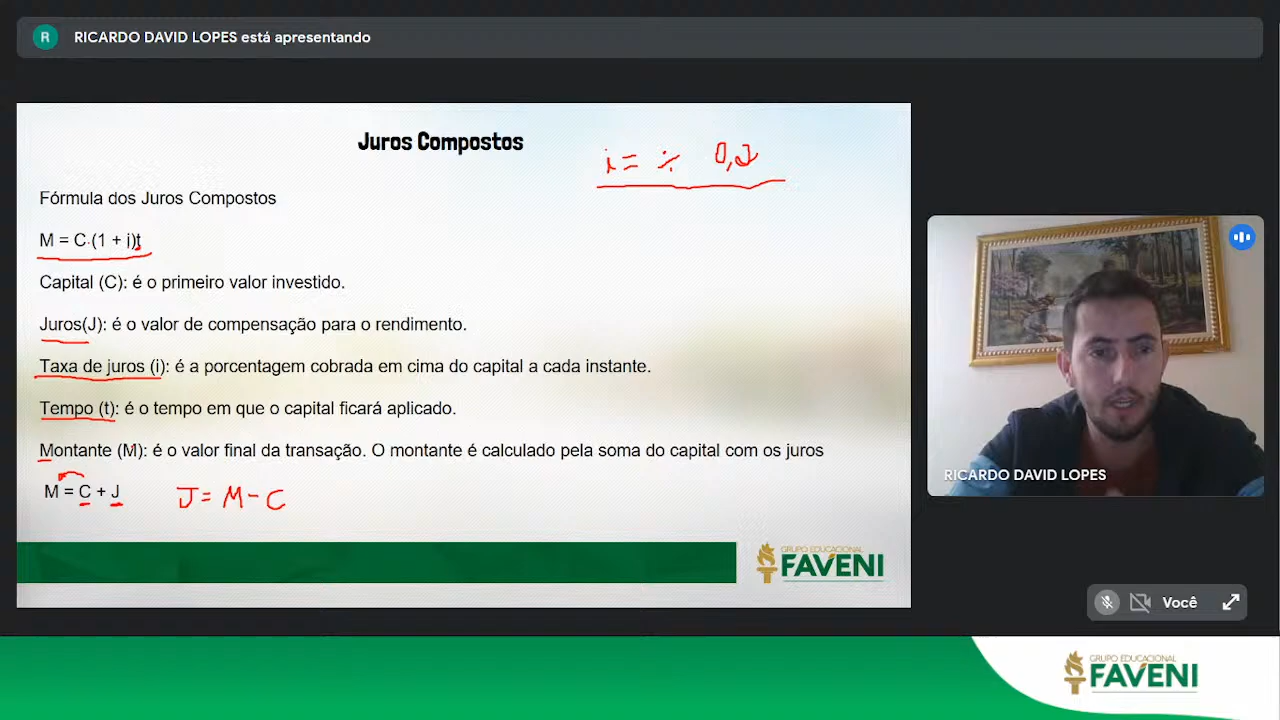 R RICARDO DAVID LOPES está apresentando
Juros Compostos
i = ÷ 0,2
Fórmula dos Juros Compostos
M = C·(1 + i)t
Capital (C): é o primeiro valor investido.
Juros(J): é o valor de compensação para o rendimento.
Taxa de juros (i): é a porcentagem cobrada em cima do capital a cada instante.
Tempo (t): é o tempo em que o capital ficará aplicado.
Montante (M): é o valor final da transação. O montante é calculado pela soma do capital com os juros
M = C + J J = M - C
GRUPO EDUCACIONAL
FAVENI
RICARDO DAVID LOPES
Você
GRUPO EDUCACIONAL
FAVENI